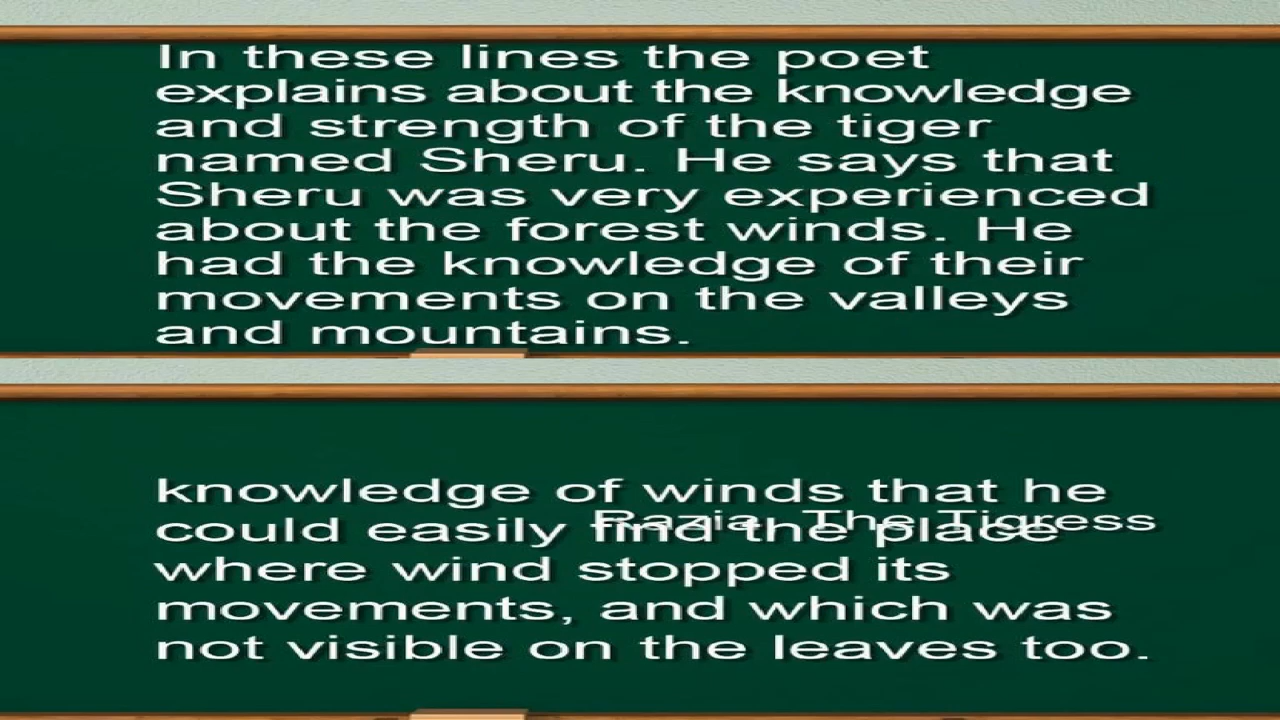 In these lines the poet
explains about the knowledge
and strength of the tiger
named Sheru. He says that
Sheru was very experienced
about the forest winds. He
had the knowledge of their
movements on the valleys
and mountains.
knowledge of winds that he
Razia, The Tigress
could easily find the place
where wind stopped its
movements, and which was
not visible on the leaves too.